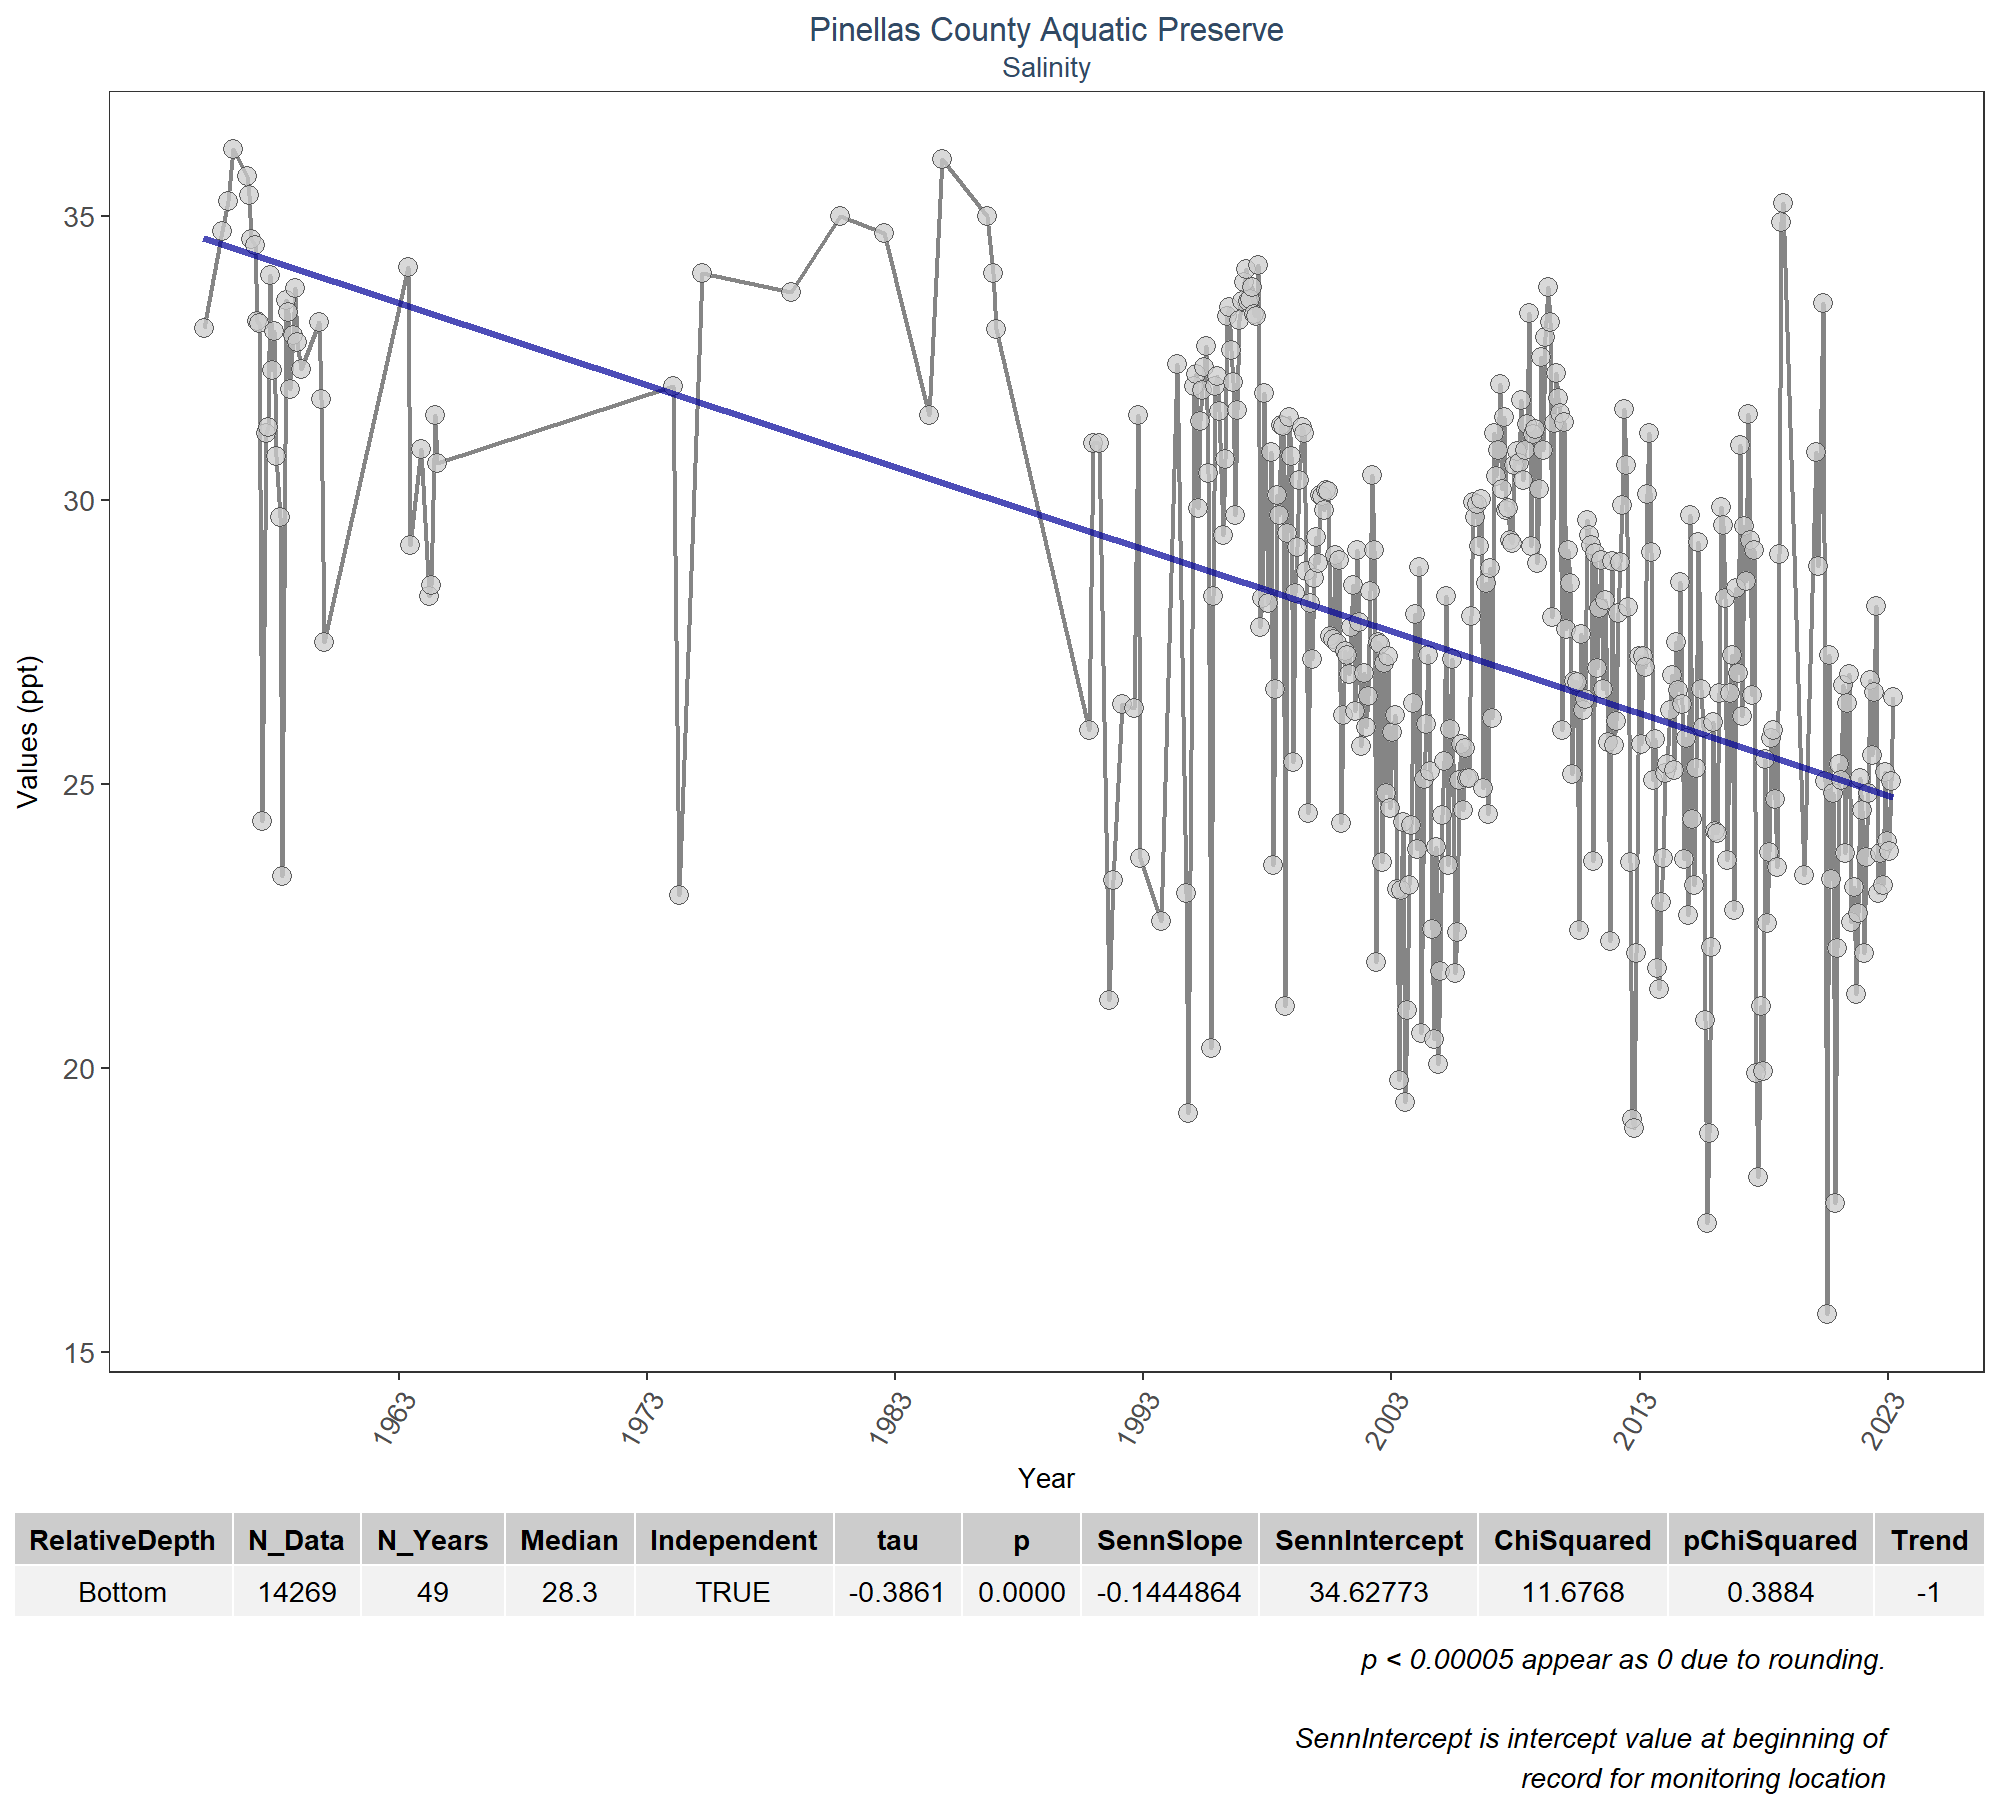 Pinellas County Aquatic Preserve
Salinity
Values (ppt)
35
30
25
20
15
1963 1973 1983 1993 2003 2013 2023
Year
RelativeDepth N_Data N_Years Median Independent tau p SennSlope SennIntercept ChiSquared pChiSquared Trend
Bottom 14269 49 28.3 TRUE -0.3861 0.0000 -0.1444864 34.62773 11.6768 0.3884 -1
p < 0.00005 appear as 0 due to rounding.
SennIntercept is intercept value at beginning of
record for monitoring location